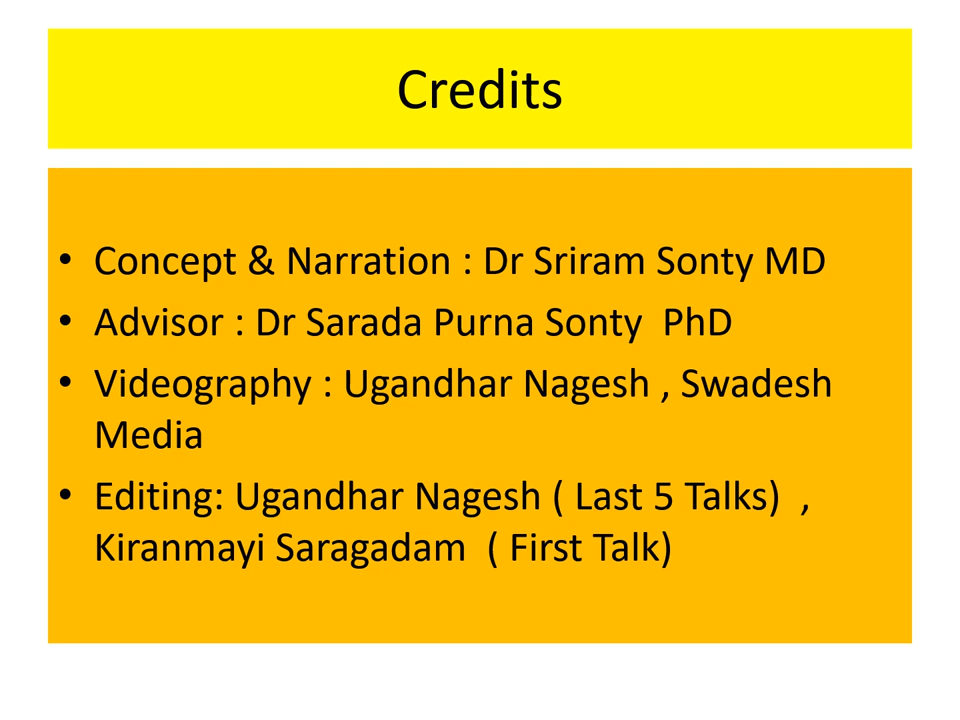 Credits
• Concept & Narration : Dr Sriram Sonty MD
• Advisor : Dr Sarada Purna Sonty  PhD
• Videography : Ugandhar Nagesh , Swadesh
Media
• Editing: Ugandhar Nagesh ( Last 5 Talks)  ,
Kiranmayi Saragadam  ( First Talk)